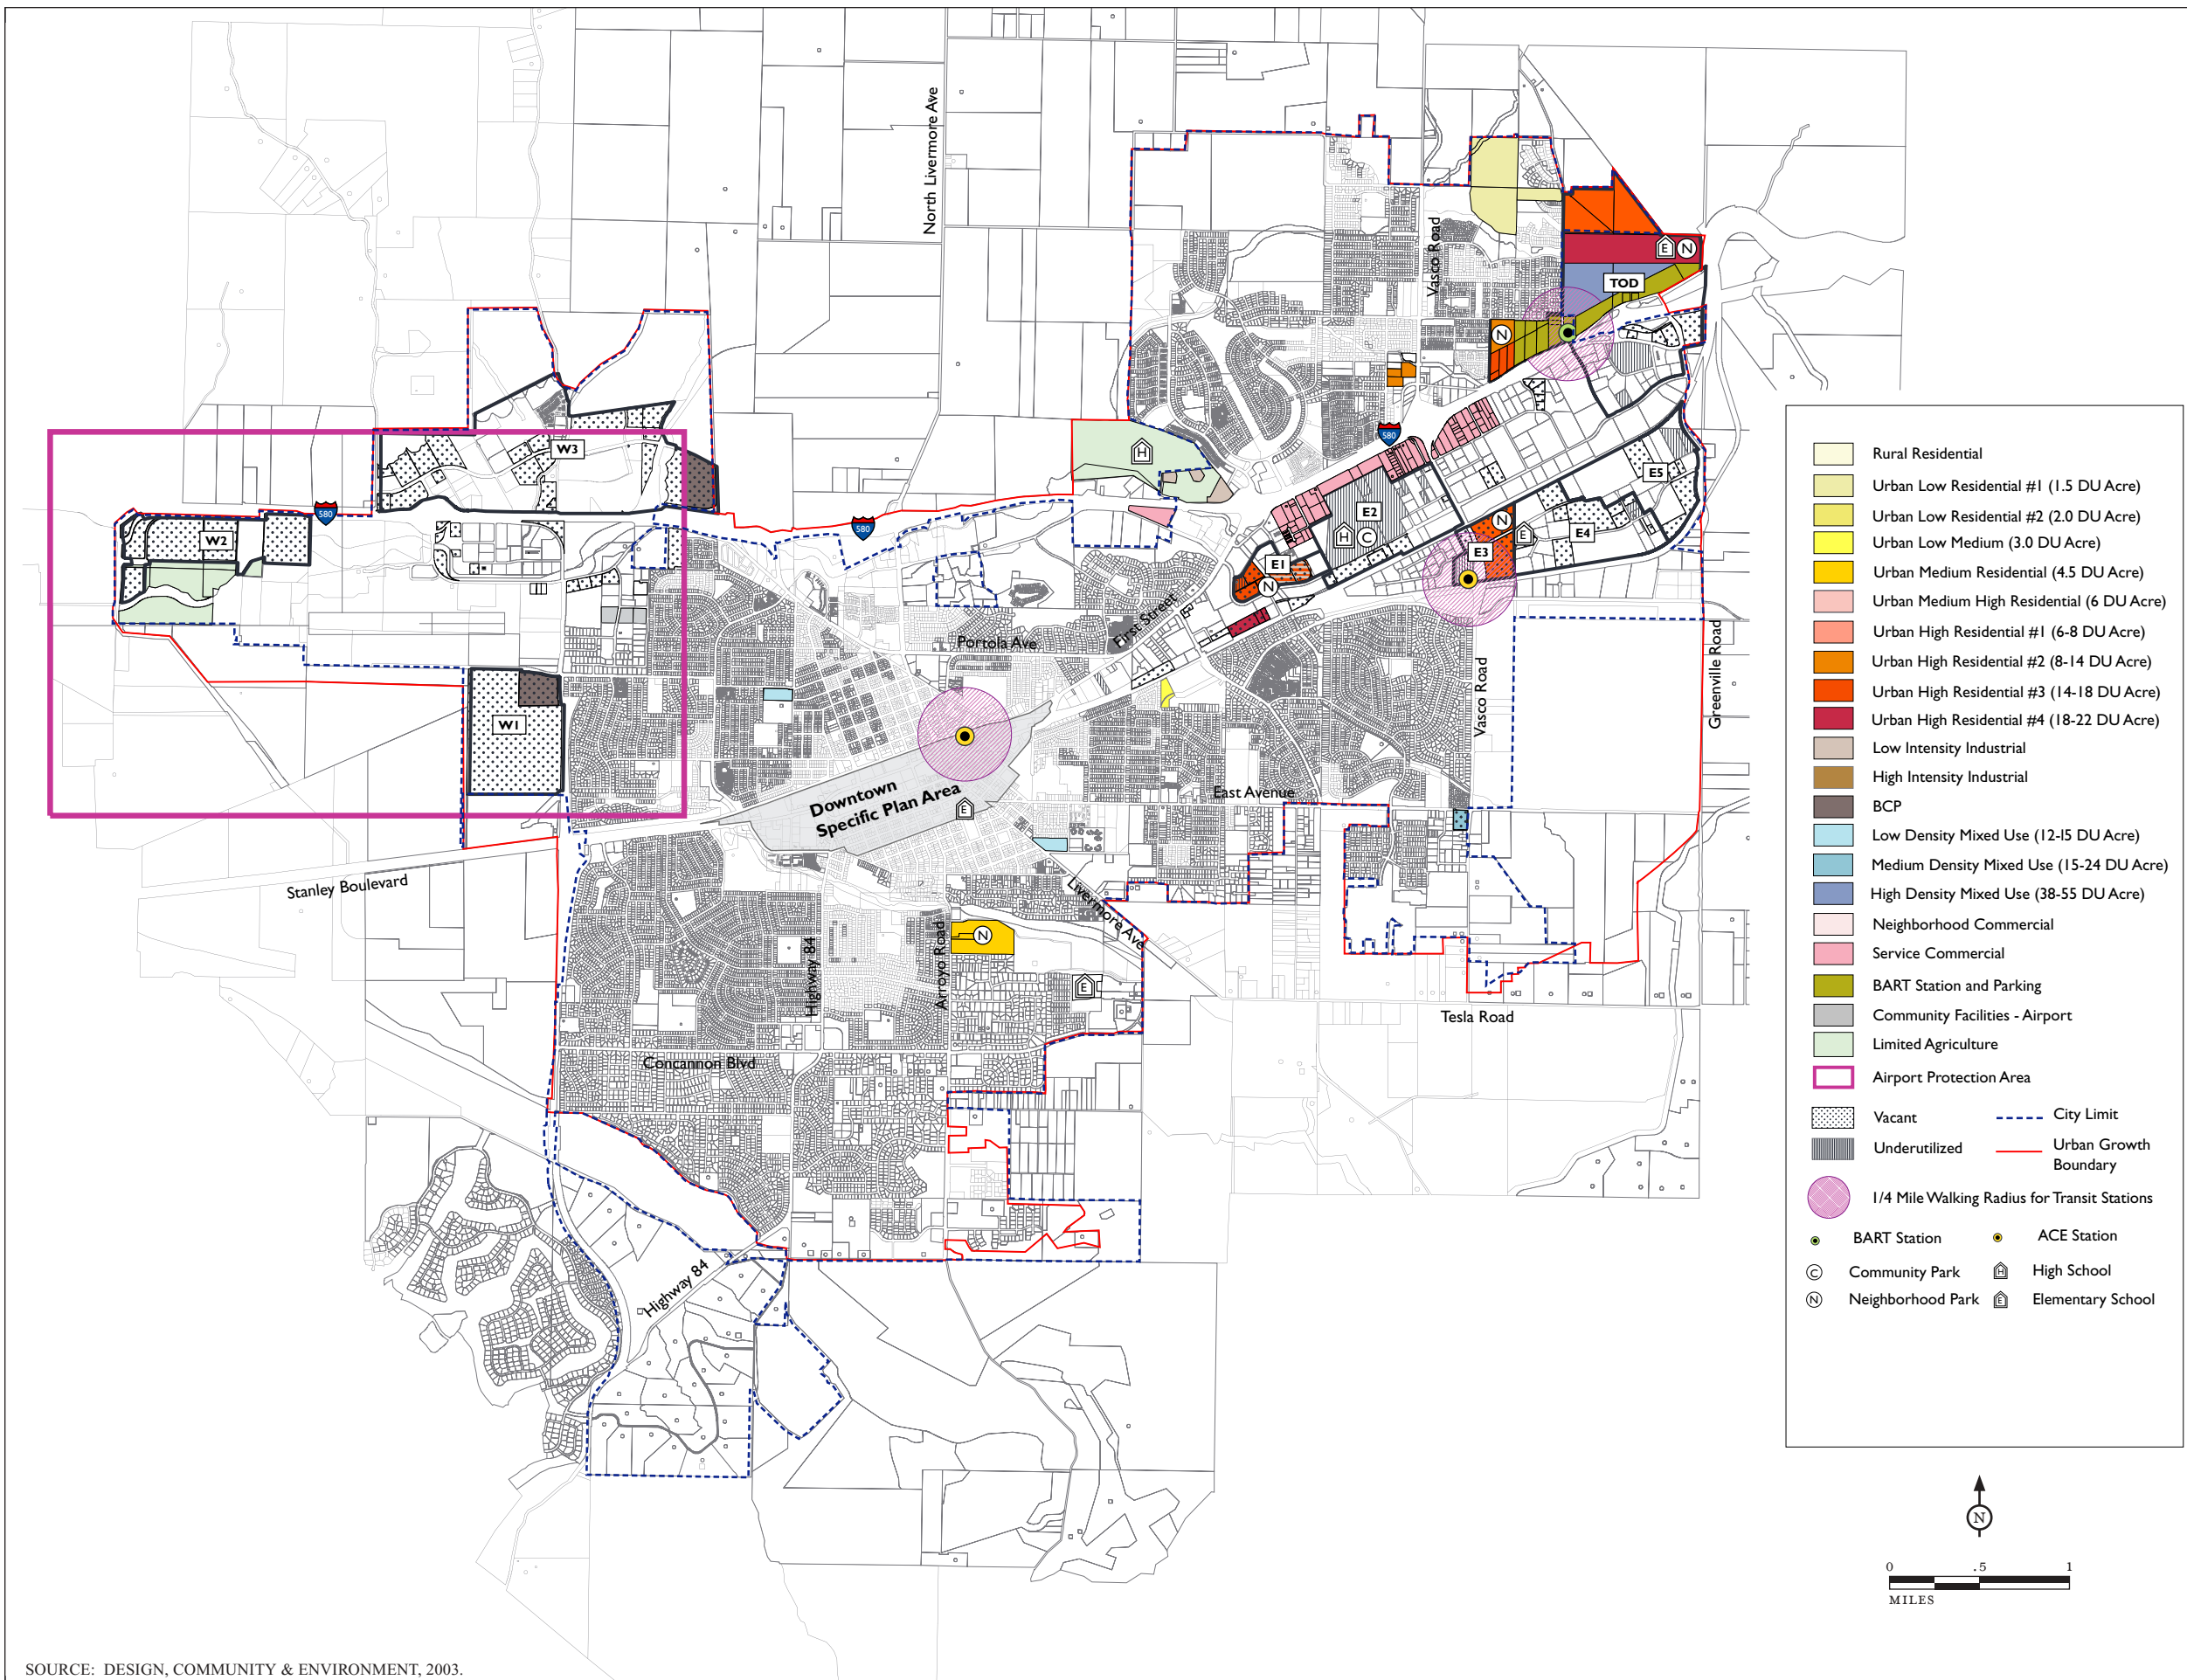 North Livermore Ave
Vasco Road
E
N
TOD
N
H
580
W3
E5
580
580
W2
E2
H
C
N
E
E4
E3
E1
N
First Street
Portola Ave
Greenville Road
Vasco Road
W1
Downtown
Specific Plan Area
E
East Avenue
Stanley Boulevard
Livermore Ave
N
Highway 84
Arroyo Road
E
Tesla Road
Concannon Blvd
Highway 84
Rural Residential
Urban Low Residential #1 (1.5 DU Acre)
Urban Low Residential #2 (2.0 DU Acre)
Urban Low Medium (3.0 DU Acre)
Urban Medium Residential (4.5 DU Acre)
Urban Medium High Residential (6 DU Acre)
Urban High Residential #1 (6-8 DU Acre)
Urban High Residential #2 (8-14 DU Acre)
Urban High Residential #3 (14-18 DU Acre)
Urban High Residential #4 (18-22 DU Acre)
Low Intensity Industrial
High Intensity Industrial
BCP
Low Density Mixed Use (12-15 DU Acre)
Medium Density Mixed Use (15-24 DU Acre)
High Density Mixed Use (38-55 DU Acre)
Neighborhood Commercial
Service Commercial
BART Station and Parking
Community Facilities - Airport
Limited Agriculture
Airport Protection Area
Vacant
City Limit
Underutilized
Urban Growth
Boundary
1/4 Mile Walking Radius for Transit Stations
BART Station
ACE Station
C Community Park
H High School
N Neighborhood Park
E Elementary School
N
0 .5 1
MILES
SOURCE: DESIGN, COMMUNITY & ENVIRONMENT, 2003.